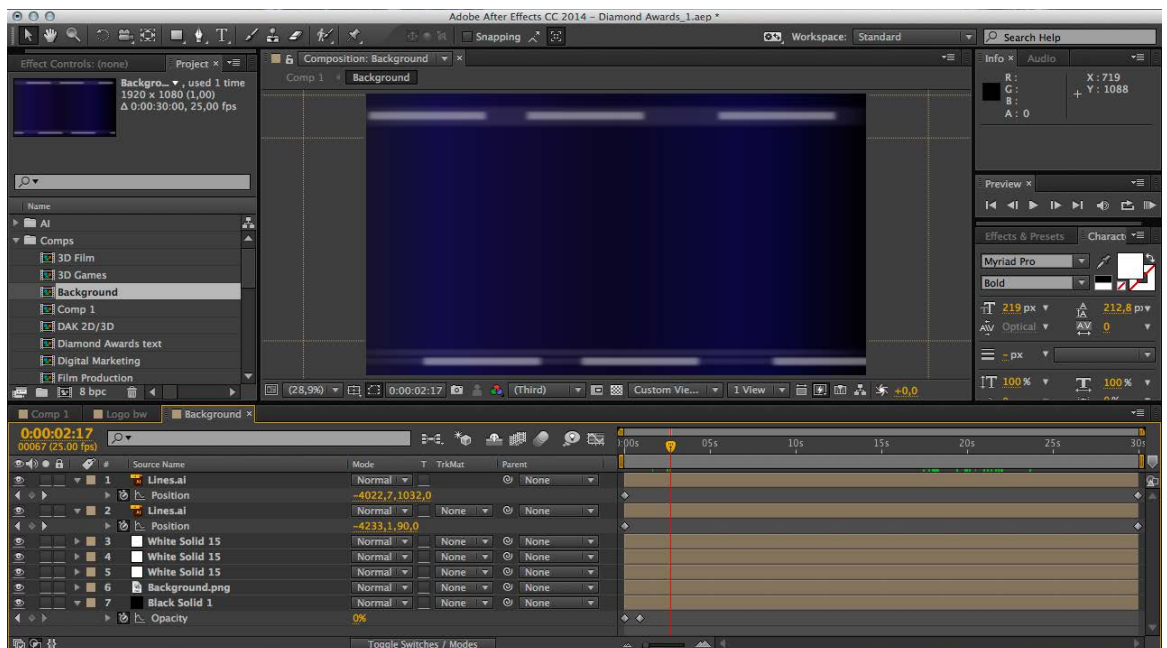 Adobe After Effects CC 2014 – Diamond Awards_1.aep *
Snapping
Workspace: Standard
Search Help
Effect Controls: (none)
Project ×
Backgro... ▼ , used 1 time
1920 x 1080 (1,00)
Δ 0:00:30:00, 25,00 fps
Name
AI
Comps
3D Film
3D Games
Background
Comp 1
DAK 2D/3D
Diamond Awards text
Digital Marketing
Film Production
8 bpc
Composition: Background
Comp 1
Background
(28,9%)
0:00:02:17
(Third)
Custom Vie...
1 View
+0,0
Info ×
Audio
R :
G :
B :
A : 0
X : 719
Y : 1088
Preview ×
Effects & Presets
Charact
Myriad Pro
Bold
219 px
212,8 p
Optical
0
- px
100 %
100 %
Comp 1
Logo bw
Background ×
0:00:02:17
00067 (25.00 fps)
:00s
05s
10s
15s
20s
25s
30s
# Source Name
Mode
T TrkMat
Parent
1 Lines.ai Normal None
Position -4022,7,1032,0
2 Lines.ai Normal None None
Position -4233,1,90,0
3 White Solid 15 Normal None None
4 White Solid 15 Normal None None
5 White Solid 15 Normal None None
6 Background.png Normal None None
7 Black Solid 1 Normal None None
Opacity 0%
Toggle Switches / Modes